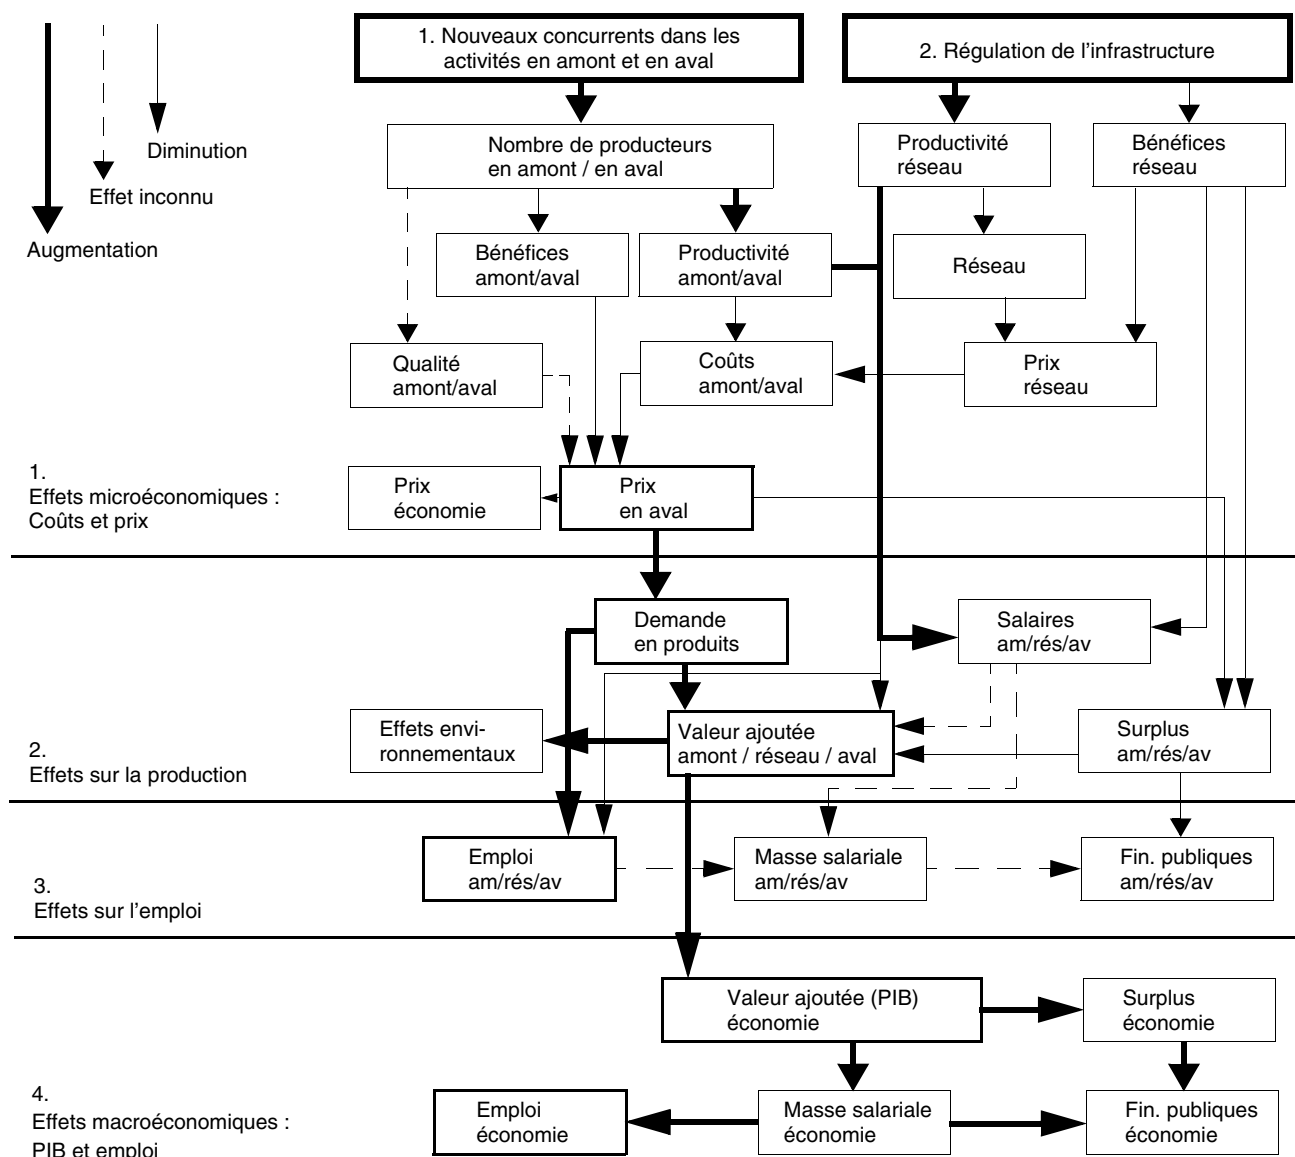 1. Nouveaux concurrents dans les
activités en amont et en aval
2. Régulation de l'infrastructure
Diminution
Effet inconnu
Augmentation
Nombre de producteurs
en amont / en aval
Productivité
réseau
Bénéfices
réseau
Bénéfices
amont/aval
Productivité
amont/aval
Réseau
Qualité
amont/aval
Coûts
amont/aval
Prix
réseau
1.
Effets microéconomiques :
Coûts et prix
Prix
économie
Prix
en aval
Demande
en produits
Salaires
am/rés/av
2.
Effets sur la production
Effets envi-
ronnementaux
Valeur ajoutée
amont / réseau / aval
Surplus
am/rés/av
3.
Effets sur l'emploi
Emploi
am/rés/av
Masse salariale
am/rés/av
Fin. publiques
am/rés/av
Valeur ajoutée (PIB)
économie
Surplus
économie
4.
Effets macroéconomiques :
PIB et emploi
Emploi
économie
Masse salariale
économie
Fin. publiques
économie